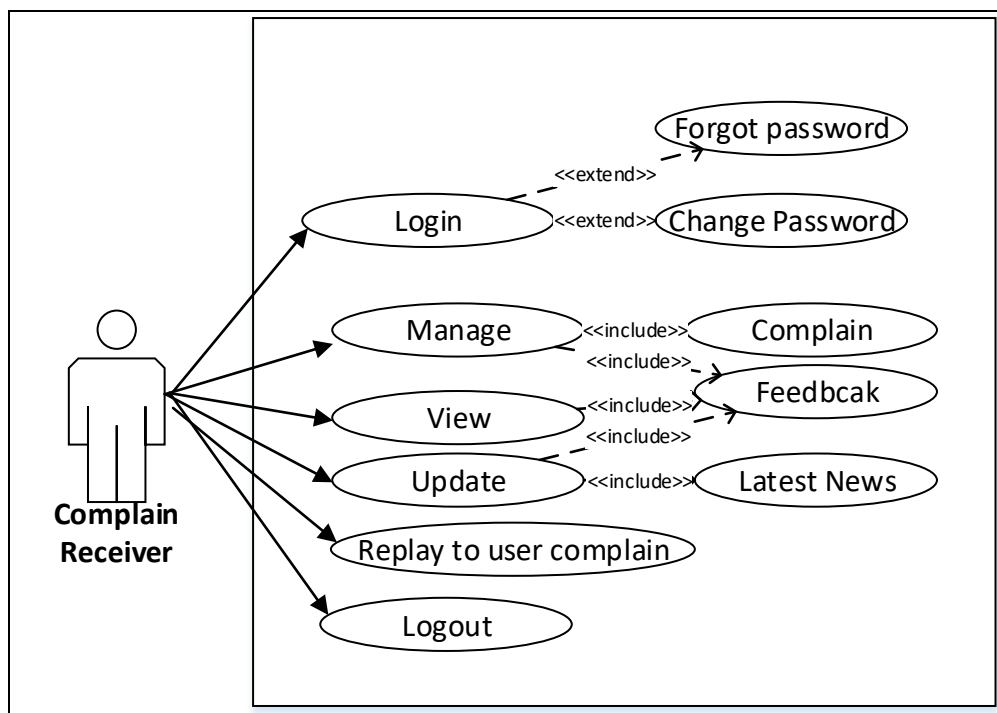 Forgot password
<<extend>>
Login
<<extend>>
Change Password
Manage
<<include>>
Complain
<<include>>
Feedbcak
View
<<include>>
<<include>>
Update
<<include>>
Latest News
Complain
Receiver
Replay to user complain
Logout